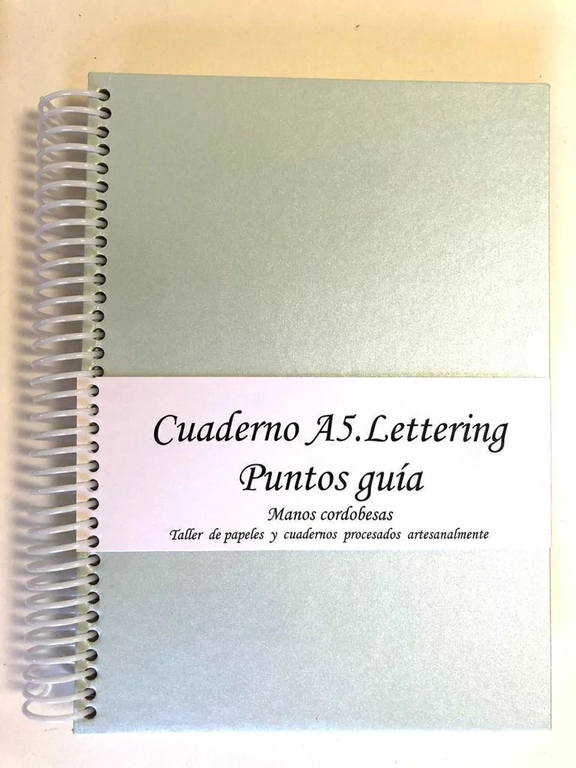 Cuaderno A5.Lettering
Puntos guía
Manos cordobesas
Taller de papeles y cuadernos procesados artesanalmente